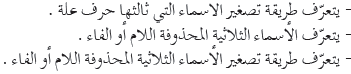 - يتعرّف طريقة تصغير الاسماء التي ثالثها حرف علة .
- يتعرّف الأسماء الثلاثية المحذوفة اللام أو الفاء .
- يتعرّف طريقة تصغير الأسماء الثلاثية المحذوفة اللام أو الفاء .